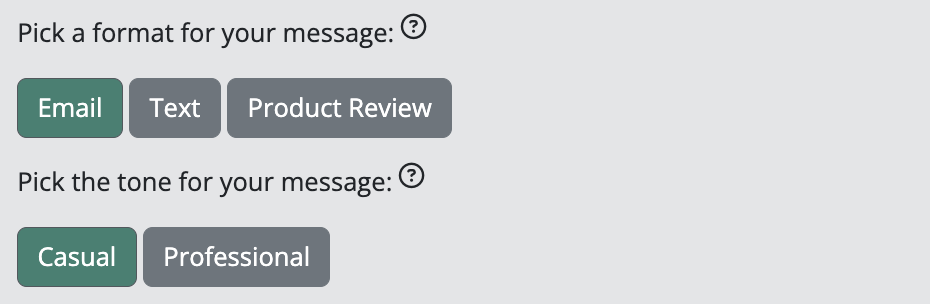 Pick a format for your message: ?
Email Text Product Review
Pick the tone for your message: ?
Casual Professional